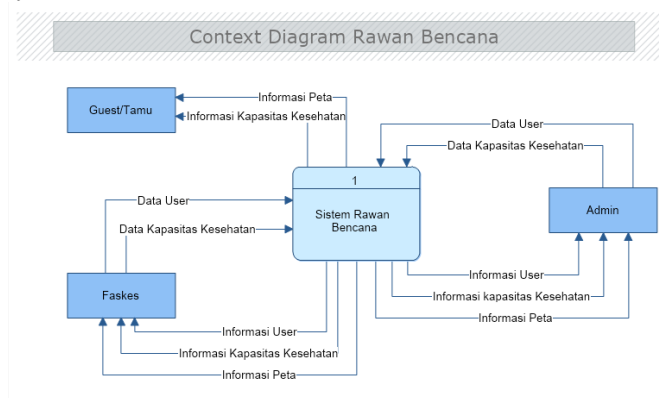 Context Diagram Rawan Bencana
Informasi Peta
Guest/Tamu
Informasi Kapasitas Kesehatan
Data User
Data Kapasitas Kesehatan
1
Sistem Rawan
Bencana
Data User
Data Kapasitas Kesehatan
Admin
Faskes
Informasi User
Informasi kapasitas Kesehatan
Informasi Peta
Informasi User
Informasi Kapasitas Kesehatan
Informasi Peta